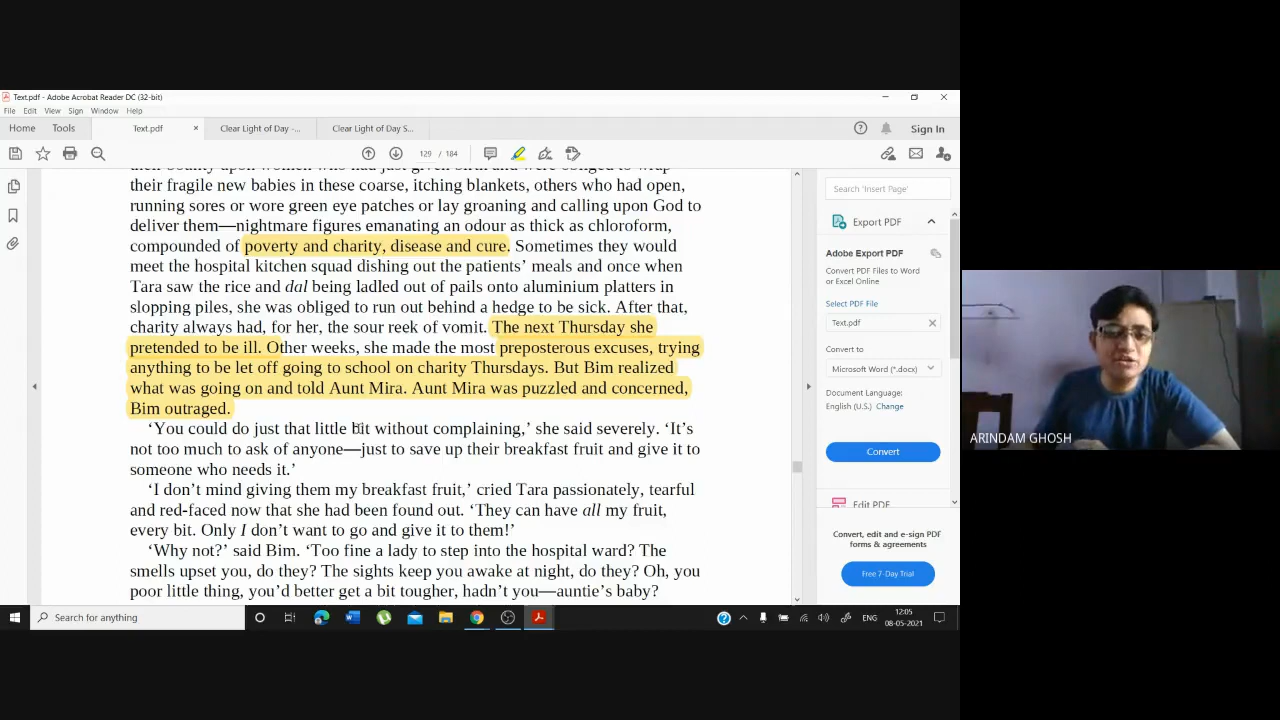 Text.pdf - Adobe Acrobat Reader DC (32-bit)
File Edit View Sign Window Help
Home Tools Text.pdf × Clear Light of Day -... Clear Light of Day S... Sign In
129 / 184
their fragile new babies in these coarse, itching blankets, others who had open,
running sores or wore green eye patches or lay groaning and calling upon God to
deliver them—nightmare figures emanating an odour as thick as chloroform,
compounded of poverty and charity, disease and cure. Sometimes they would
meet the hospital kitchen squad dishing out the patients’ meals and once when
Tara saw the rice and dal being ladled out of pails onto aluminium platters in
slopping piles, she was obliged to run out behind a hedge to be sick. After that,
charity always had, for her, the sour reek of vomit. The next Thursday she
pretended to be ill. Other weeks, she made the most preposterous excuses, trying
anything to be let off going to school on charity Thursdays. But Bim realized
what was going on and told Aunt Mira. Aunt Mira was puzzled and concerned,
Bim outraged.
‘You could do just that little bit without complaining,’ she said severely. ‘It’s
not too much to ask of anyone—just to save up their breakfast fruit and give it to
someone who needs it.’
‘I don’t mind giving them my breakfast fruit,’ cried Tara passionately, tearful
and red-faced now that she had been found out. ‘They can have all my fruit,
every bit. Only I don’t want to go and give it to them!’
‘Why not?’ said Bim. ‘Too fine a lady to step into the hospital ward? The
smells upset you, do they? The sights keep you awake at night, do they? Oh, you
poor little thing, you’d better get a bit tougher, hadn’t you—auntie’s baby?
Search 'Insert Page'
Export PDF
Adobe Export PDF
Convert PDF Files to Word
or Excel Online
Select PDF File
Text.pdf
Convert to
Microsoft Word (*.docx)
Document Language:
English (U.S.) Change
Convert
Edit PDF
Convert, edit and e-sign PDF
forms & agreements
Free 7-Day Trial
Search for anything
ENG
12:05
08-05-2021
ARINDAM GHOSH